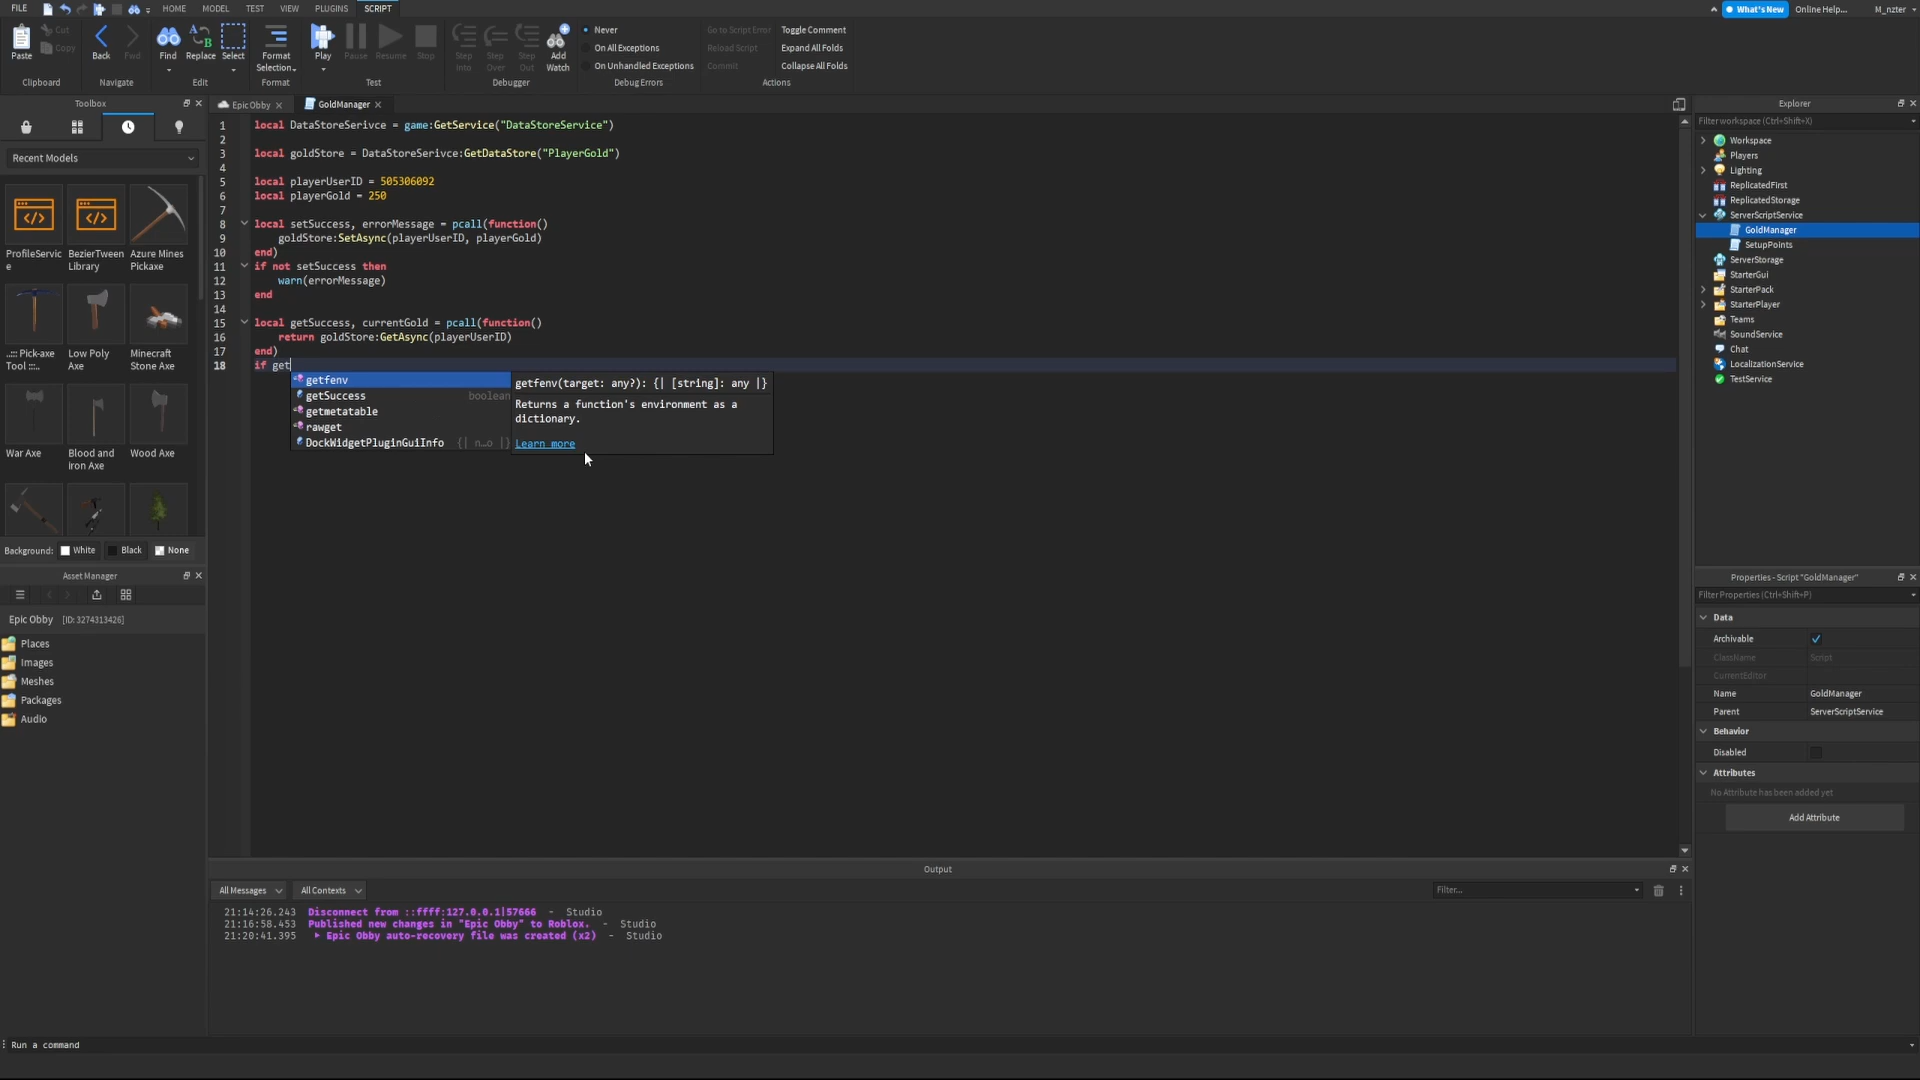 FILE HOME MODEL TEST VIEW PLUGINS SCRIPT What's New Online Help... M_nzter
Paste Cut Copy Back Find Find Replace Select Format Selection Play Pause Resume Stop Step Into Step Over Step Out Add Watch
Never
On All Exceptions
On Unhandled Exceptions
Go to Script Error
Reload Script
Commit
Toggle Comment
Expand All Folds
Collapse All Folds
Clipboard Navigate Edit Format Test Debugger Debug Errors Actions
Toolbox
Recent Models
ProfileServic
e
BezierTween
Library
Azure Mines
Pickaxe
..::: Pick-axe
Tool :::..
Low Poly
Axe
Minecraft
Stone Axe
War Axe
Blood and
iron Axe
Wood Axe
Background: White Black None
Asset Manager
Epic Obby [ID: 3274313426]
Places
Images
Meshes
Packages
Audio
Epic Obby GoldManager
1 local DataStoreSerivce = game:GetService("DataStoreService")
2
3 local goldStore = DataStoreSerivce:GetDataStore("PlayerGold")
4
5 local playerUserID = 505306092
6 local playerGold = 250
7
8 local setSuccess, errorMessage = pcall(function()
9 goldStore:SetAsync(playerUserID, playerGold)
10 end)
11 if not setSuccess then
12 warn(errorMessage)
13 end
14
15 local getSuccess, currentGold = pcall(function()
16 return goldStore:GetAsync(playerUserID)
17 end)
18 if get
getfenv
getSuccess boolean
getmetatable
rawget
DockWidgetPluginGuiInfo {| n...o |}
getfenv(target: any?): {| [string]: any |}
Returns a function's environment as a
dictionary.
Learn more
Output
All Messages All Contexts Filter...
21:14:26.243 Disconnect from ::ffff:127.0.0.1|57666 - Studio
21:16:58.453 Published new changes in "Epic Obby" to Roblox. - Studio
21:20:41.395 Epic Obby auto-recovery file was created (x2) - Studio
Run a command
Explorer
Filter workspace (Ctrl+Shift+X)
Workspace
Players
Lighting
ReplicatedFirst
ReplicatedStorage
ServerScriptService
GoldManager
SetupPoints
ServerStorage
StarterGui
StarterPack
StarterPlayer
Teams
SoundService
Chat
LocalizationService
TestService
Properties - Script "GoldManager"
Filter Properties (Ctrl+Shift+P)
Data
Archivable
ClassName Script
CurrentEditor
Name GoldManager
Parent ServerScriptService
Behavior
Disabled
Attributes
No Attribute has been added yet
Add Attribute